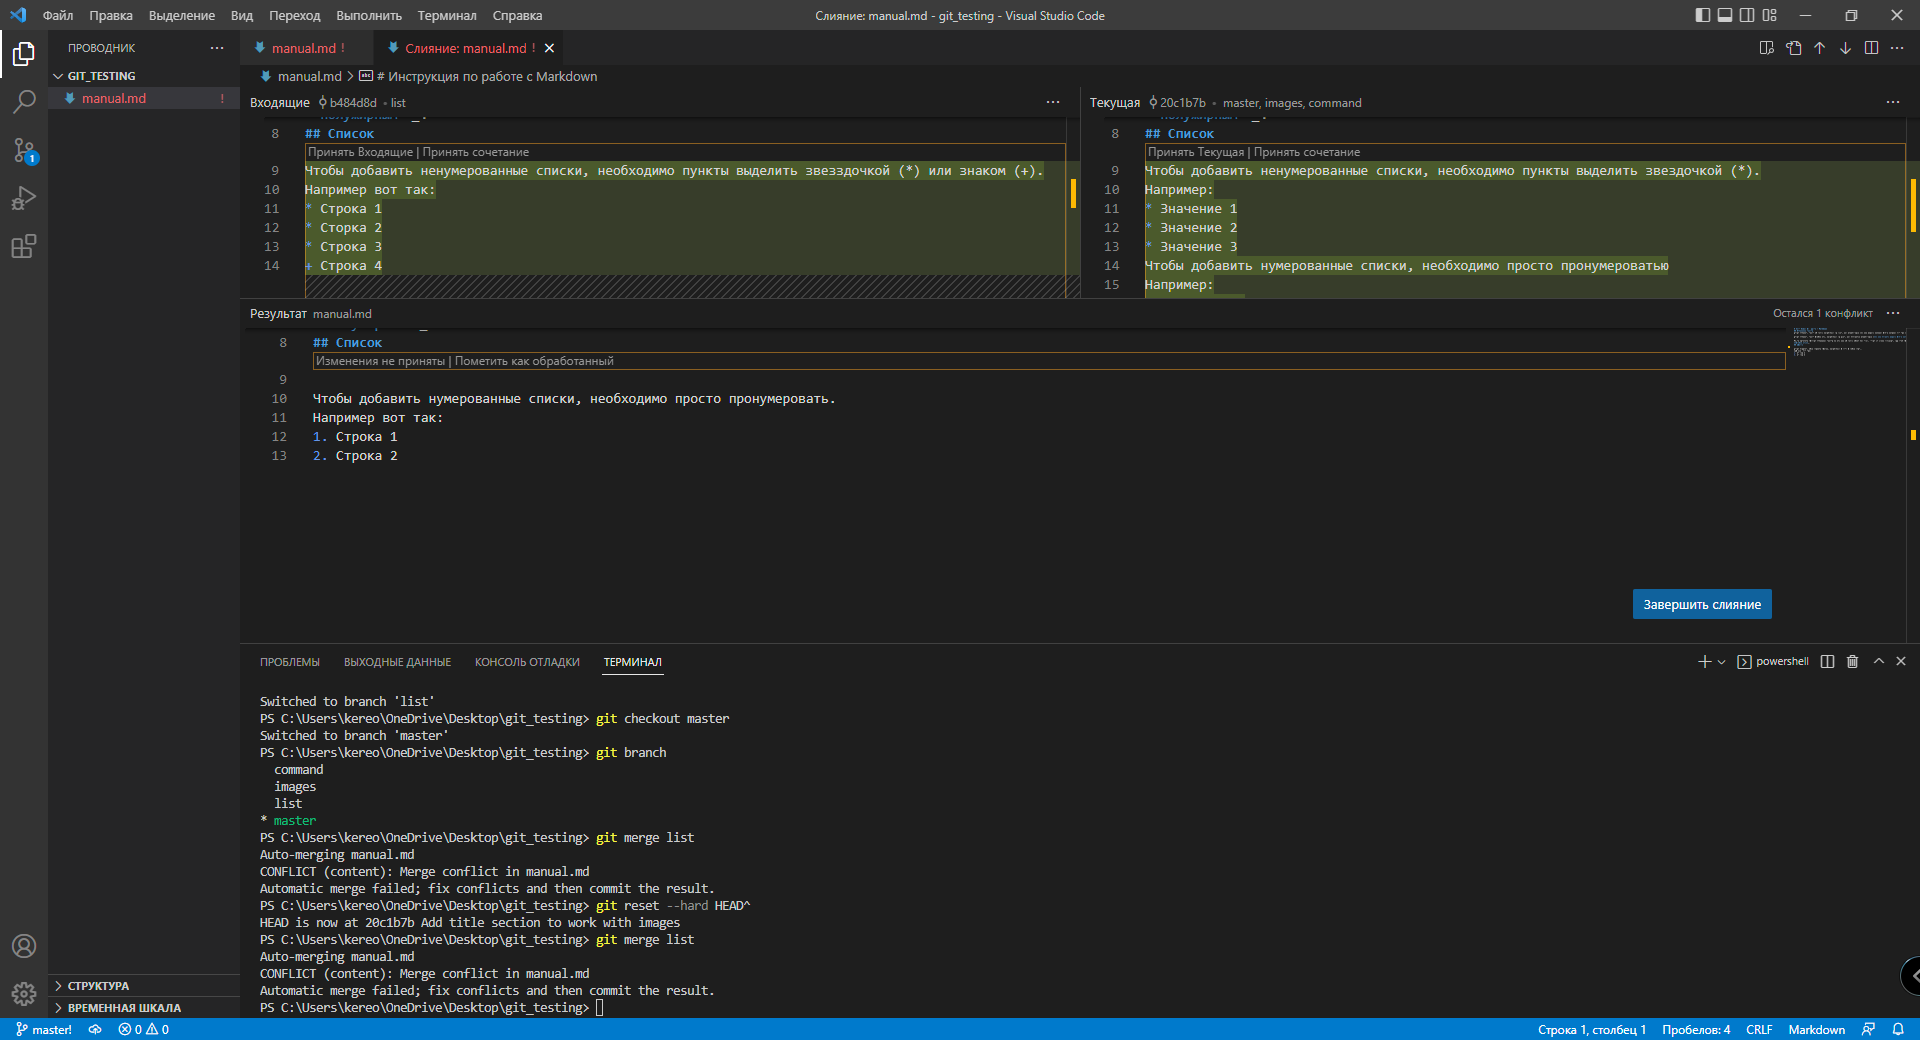 Файл Правка Выделение Вид Переход Выполнить Терминал Справка
Слияние: manual.md - git_testing - Visual Studio Code
ПРОВОДНИК
GIT_TESTING
manual.md !
1
manual.md !
Слияние: manual.md !
manual.md > # Инструкция по работе с Markdown
Входящие b484d8d • list
8 ## Список
Принять Входящие | Принять сочетание
9 Чтобы добавить ненумерованные списки, необходимо пункты выделить звезздочкой (*) или знаком (+).
10 Например вот так:
11 * Строка 1
12 * Сторка 2
13 * Строка 3
14 + Строка 4
Текущая 20c1b7b • master, images, command
8 ## Список
Принять Текущая | Принять сочетание
9 Чтобы добавить ненумерованные списки, необходимо пункты выделить звездочкой (*).
10 Например:
11 * Значение 1
12 * Значение 2
13 * Значение 3
14 Чтобы добавить нумерованные списки, необходимо просто пронумероватью
15 Например:
Результат manual.md
Остался 1 конфликт
8 ## Список
Изменения не приняты | Пометить как обработанный
9
10 Чтобы добавить нумерованные списки, необходимо просто пронумеровать.
11 Например вот так:
12 1. Строка 1
13 2. Строка 2
Завершить слияние
ПРОБЛЕМЫ ВЫХОДНЫЕ ДАННЫЕ КОНСОЛЬ ОТЛАДКИ ТЕРМИНАЛ
powershell
Switched to branch 'list'
PS C:\Users\kereo\OneDrive\Desktop\git_testing> git checkout master
Switched to branch 'master'
PS C:\Users\kereo\OneDrive\Desktop\git_testing> git branch
command
images
list
* master
PS C:\Users\kereo\OneDrive\Desktop\git_testing> git merge list
Auto-merging manual.md
CONFLICT (content): Merge conflict in manual.md
Automatic merge failed; fix conflicts and then commit the result.
PS C:\Users\kereo\OneDrive\Desktop\git_testing> git reset --hard HEAD^
HEAD is now at 20c1b7b Add title section to work with images
PS C:\Users\kereo\OneDrive\Desktop\git_testing> git merge list
Auto-merging manual.md
CONFLICT (content): Merge conflict in manual.md
Automatic merge failed; fix conflicts and then commit the result.
PS C:\Users\kereo\OneDrive\Desktop\git_testing>
СТРУКТУРА
ВРЕМЕННАЯ ШКАЛА
master! 0 0
Строка 1, столбец 1 Пробелов: 4 CRLF Markdown